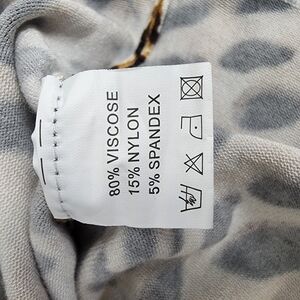 80% VISCOSE
15% NYLON
5% SPANDEX